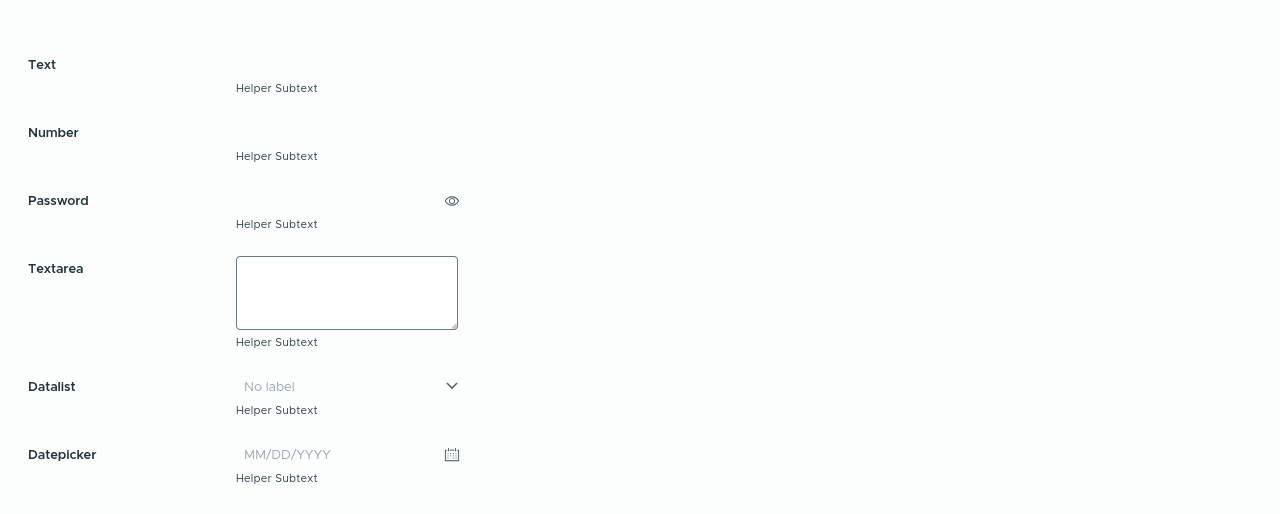 Text
Helper Subtext
Number
Helper Subtext
Password
Helper Subtext
Textarea
Helper Subtext
Datalist
No label
Helper Subtext
Datepicker
MM/DD/YYYY
Helper Subtext